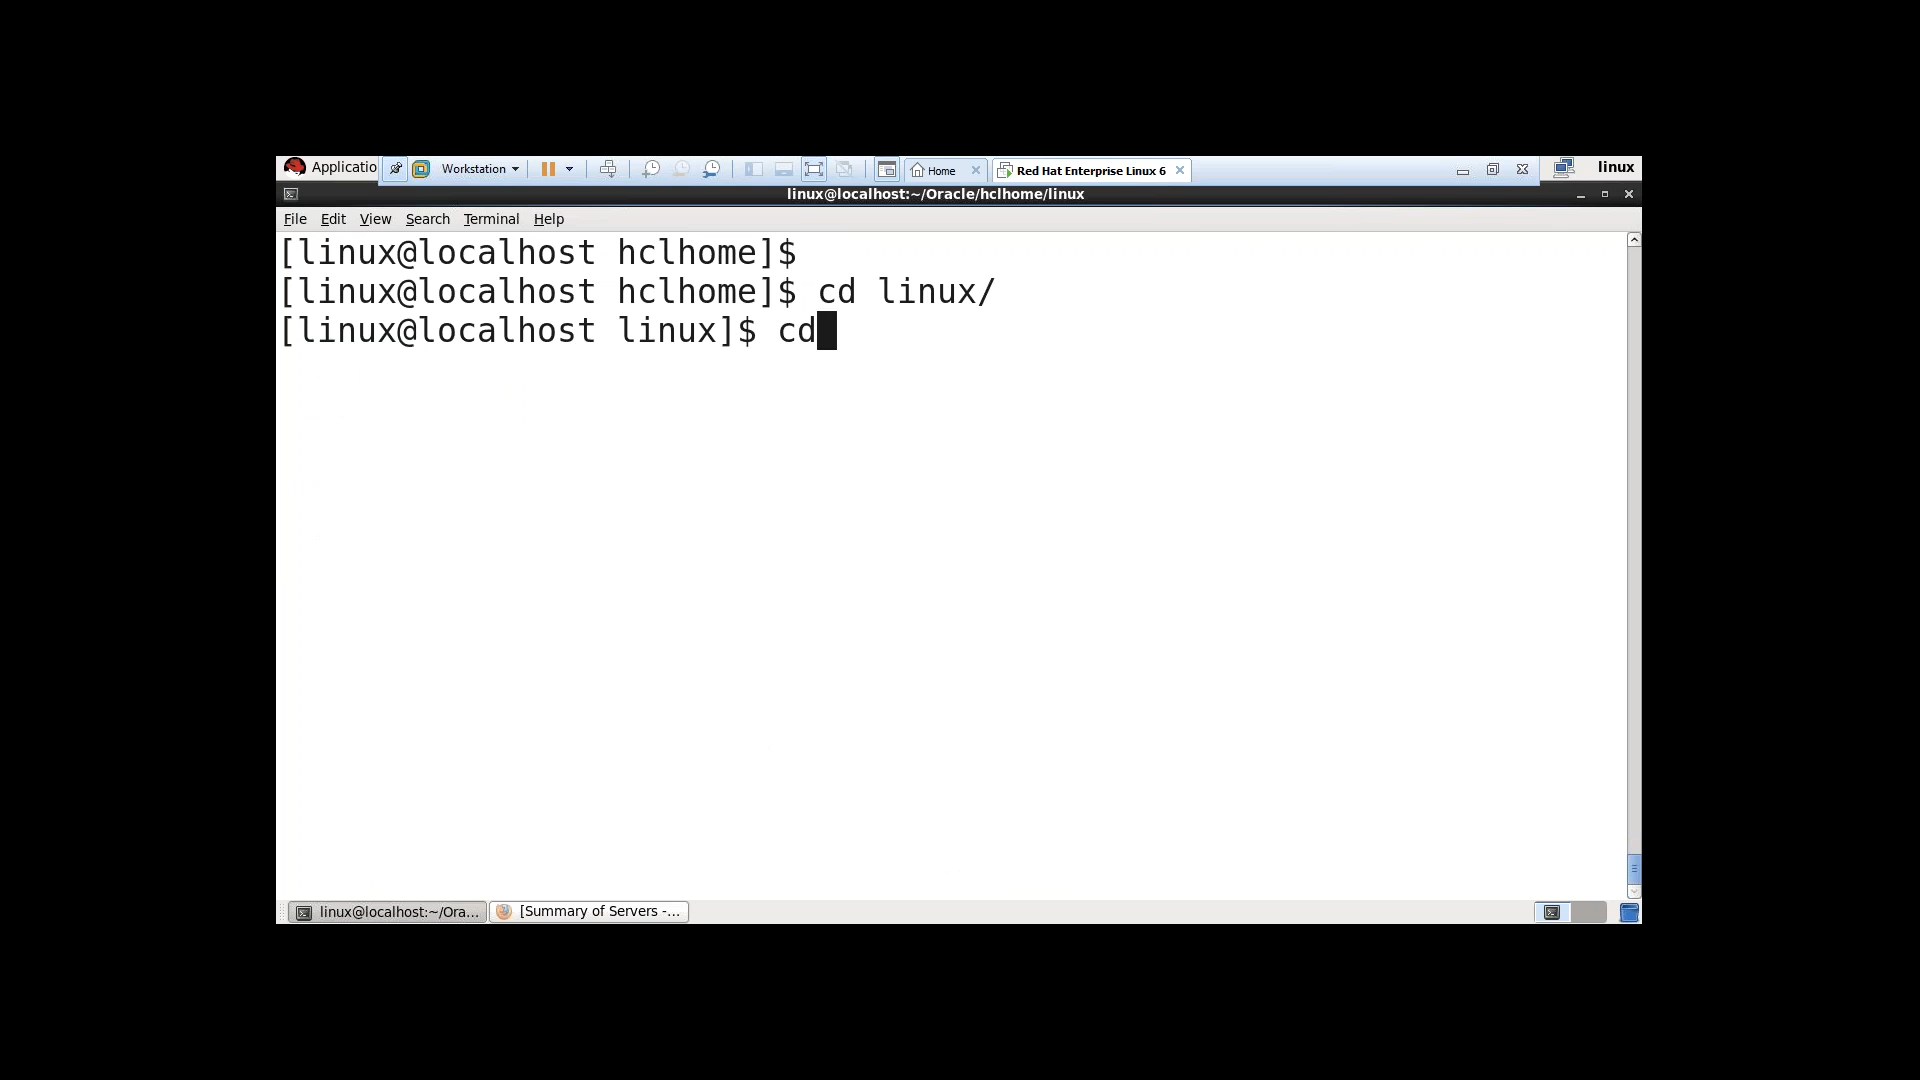 Applicatio
Workstation
Home
Red Hat Enterprise Linux 6
linux
linux@localhost:~/Oracle/hclhome/linux
File Edit View Search Terminal Help
[linux@localhost hclhome]$
[linux@localhost hclhome]$ cd linux/
[linux@localhost linux]$ cd
linux@localhost:~/Ora...
[Summary of Servers -...